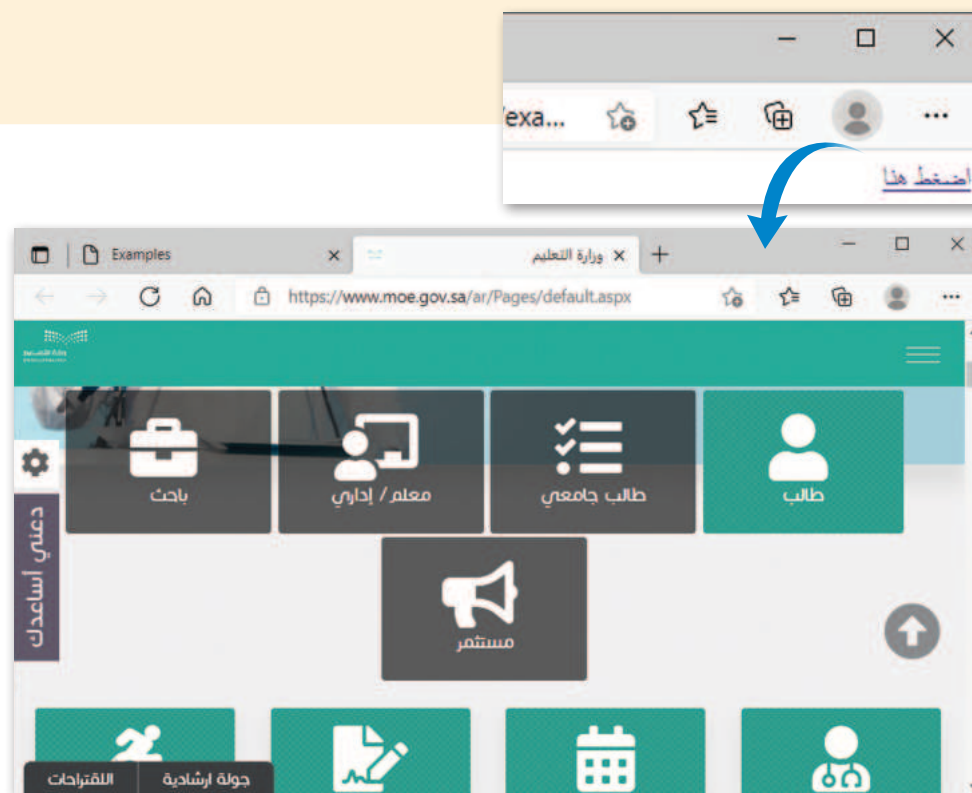 exa...
اضغط هنا
Examples
وزارة التعليم
https://www.moe.gov.sa/ar/Pages/default.aspx
طالب
طالب جامعي
معلم / إداري
باحث
دعني أساعدك
مستثمر
جولة ارشادية
اللقتراحات